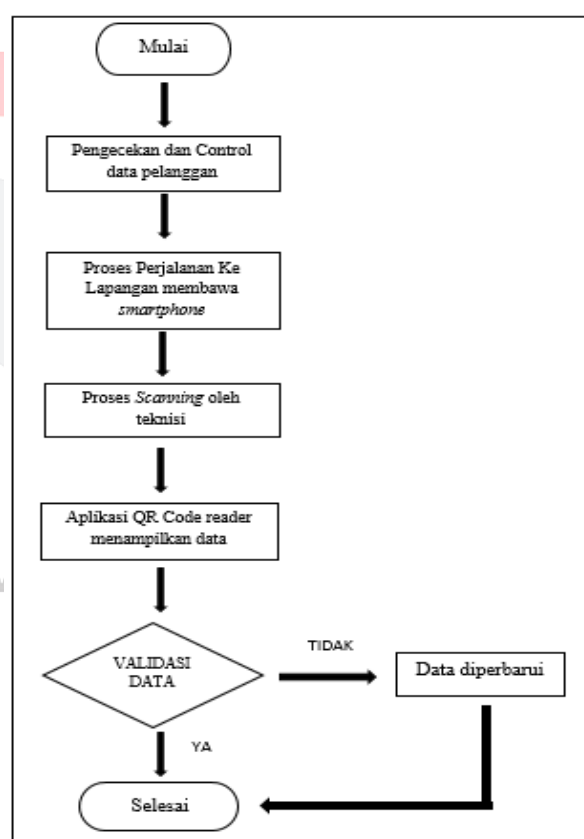 Mulai
Pengecekan dan Control
data pelanggan
Proses Perjalanan Ke
Lapangan membawa
smartphone
Proses Scanning oleh
teknisi
Aplikasi QR Code reader
menampilkan data
VALIDASI
DATA
TIDAK
Data diperbarui
YA
Selesai